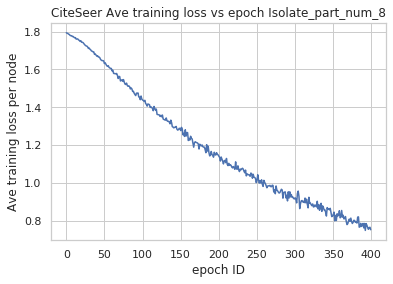 CiteSeer Ave training loss vs epoch Isolate_part_num_8
Ave training loss per node
1.8
1.6
1.4
1.2
1.0
0.8
0 50 100 150 200 250 300 350 400
epoch ID